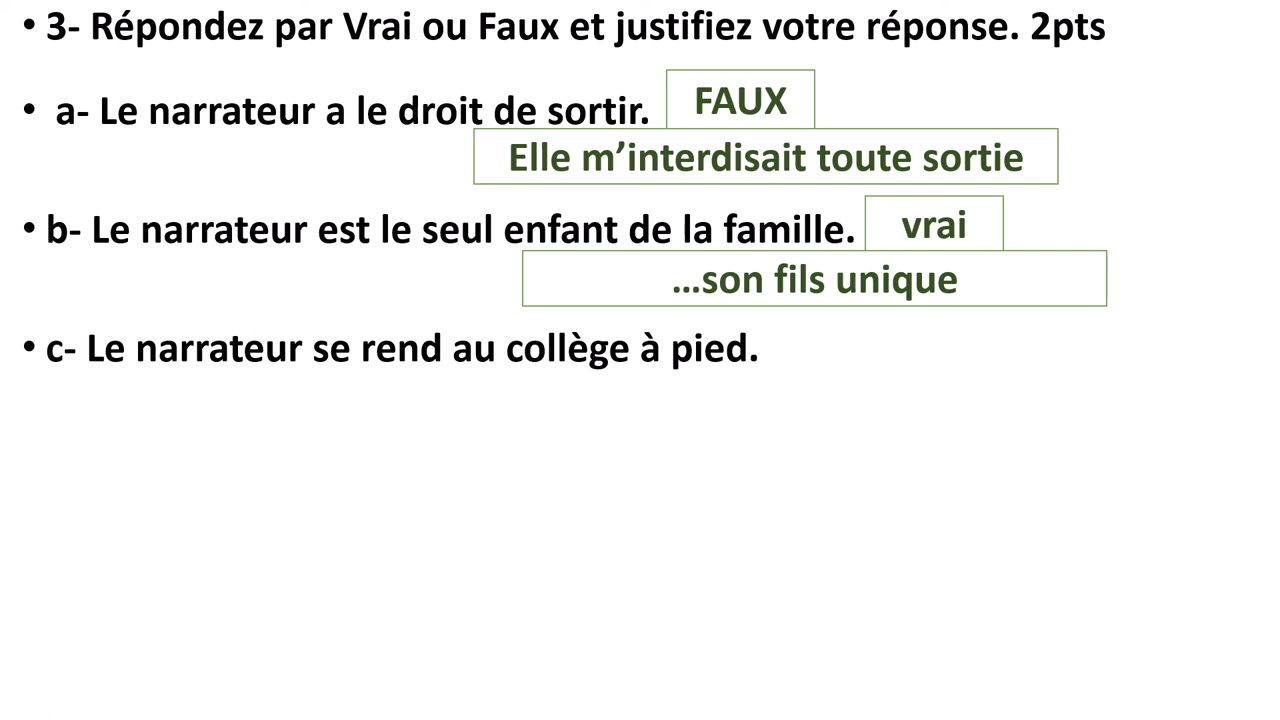 • 3- Répondez par Vrai ou Faux et justifiez votre réponse. 2pts
• a- Le narrateur a le droit de sortir. FAUX
Elle m’interdisait toute sortie
• b- Le narrateur est le seul enfant de la famille. vrai
…son fils unique
• c- Le narrateur se rend au collège à pied.